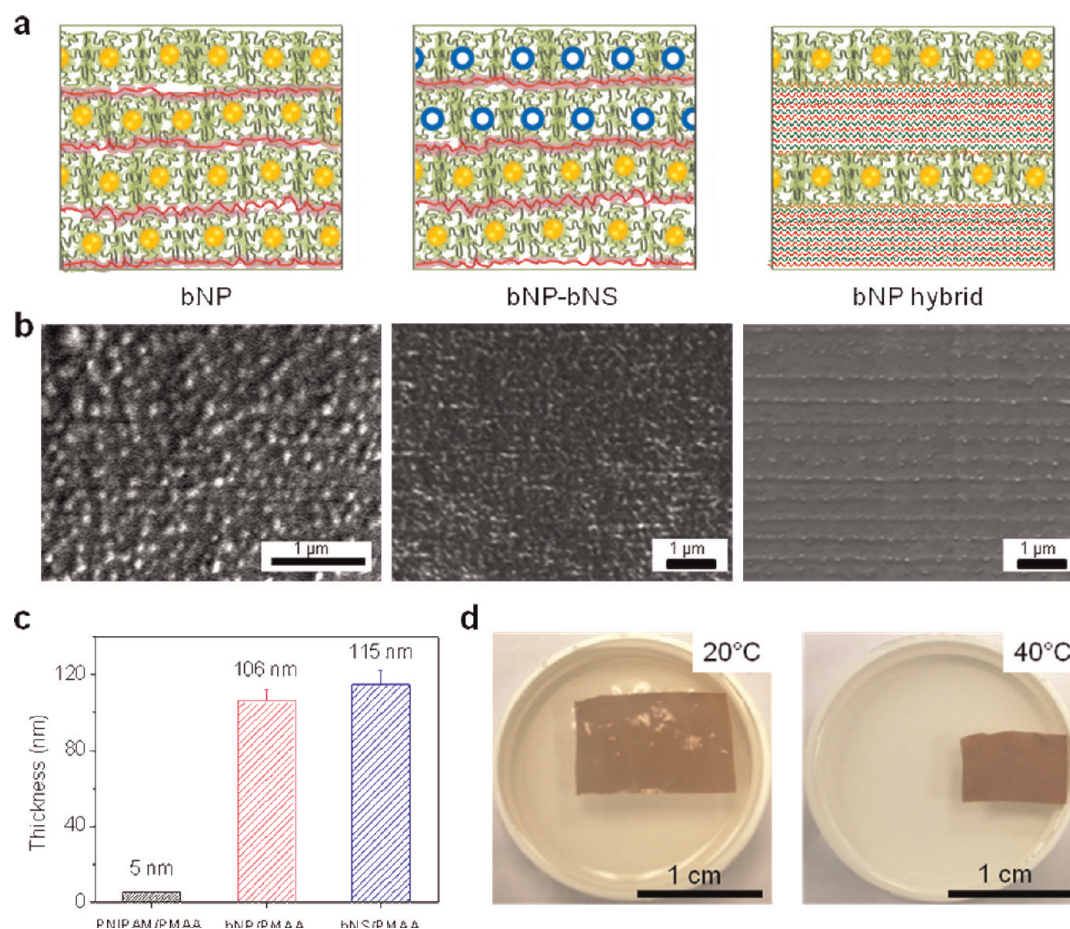 a
bNP
bNP-bNS
bNP hybrid
b
1 µm
1 µm
1 µm
c
Thickness (nm)
120
80
40
0
5 nm
106 nm
115 nm
PNIPAM/PMAA
bNP/PMAA
bNS/PMAA
d
20°C
1 cm
40°C
1 cm